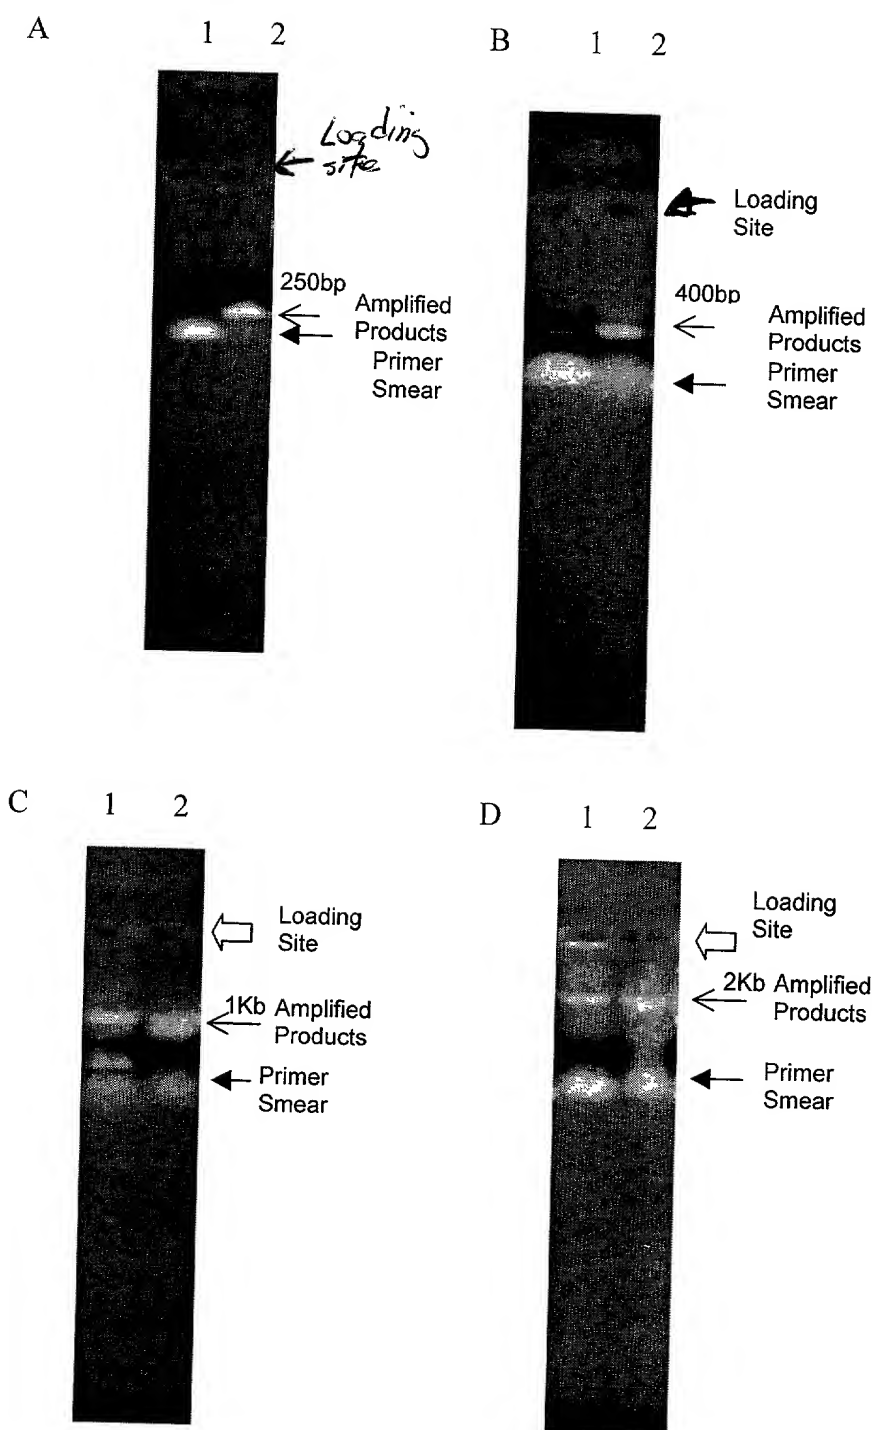 A
1 2
Loading
site
250bp
Amplified
Products
Primer
Smear
B
1 2
Loading
Site
400bp
Amplified
Products
Primer
Smear
C
1 2
Loading
Site
1Kb Amplified
Products
Primer
Smear
D
1 2
Loading
Site
2Kb Amplified
Products
Primer
Smear